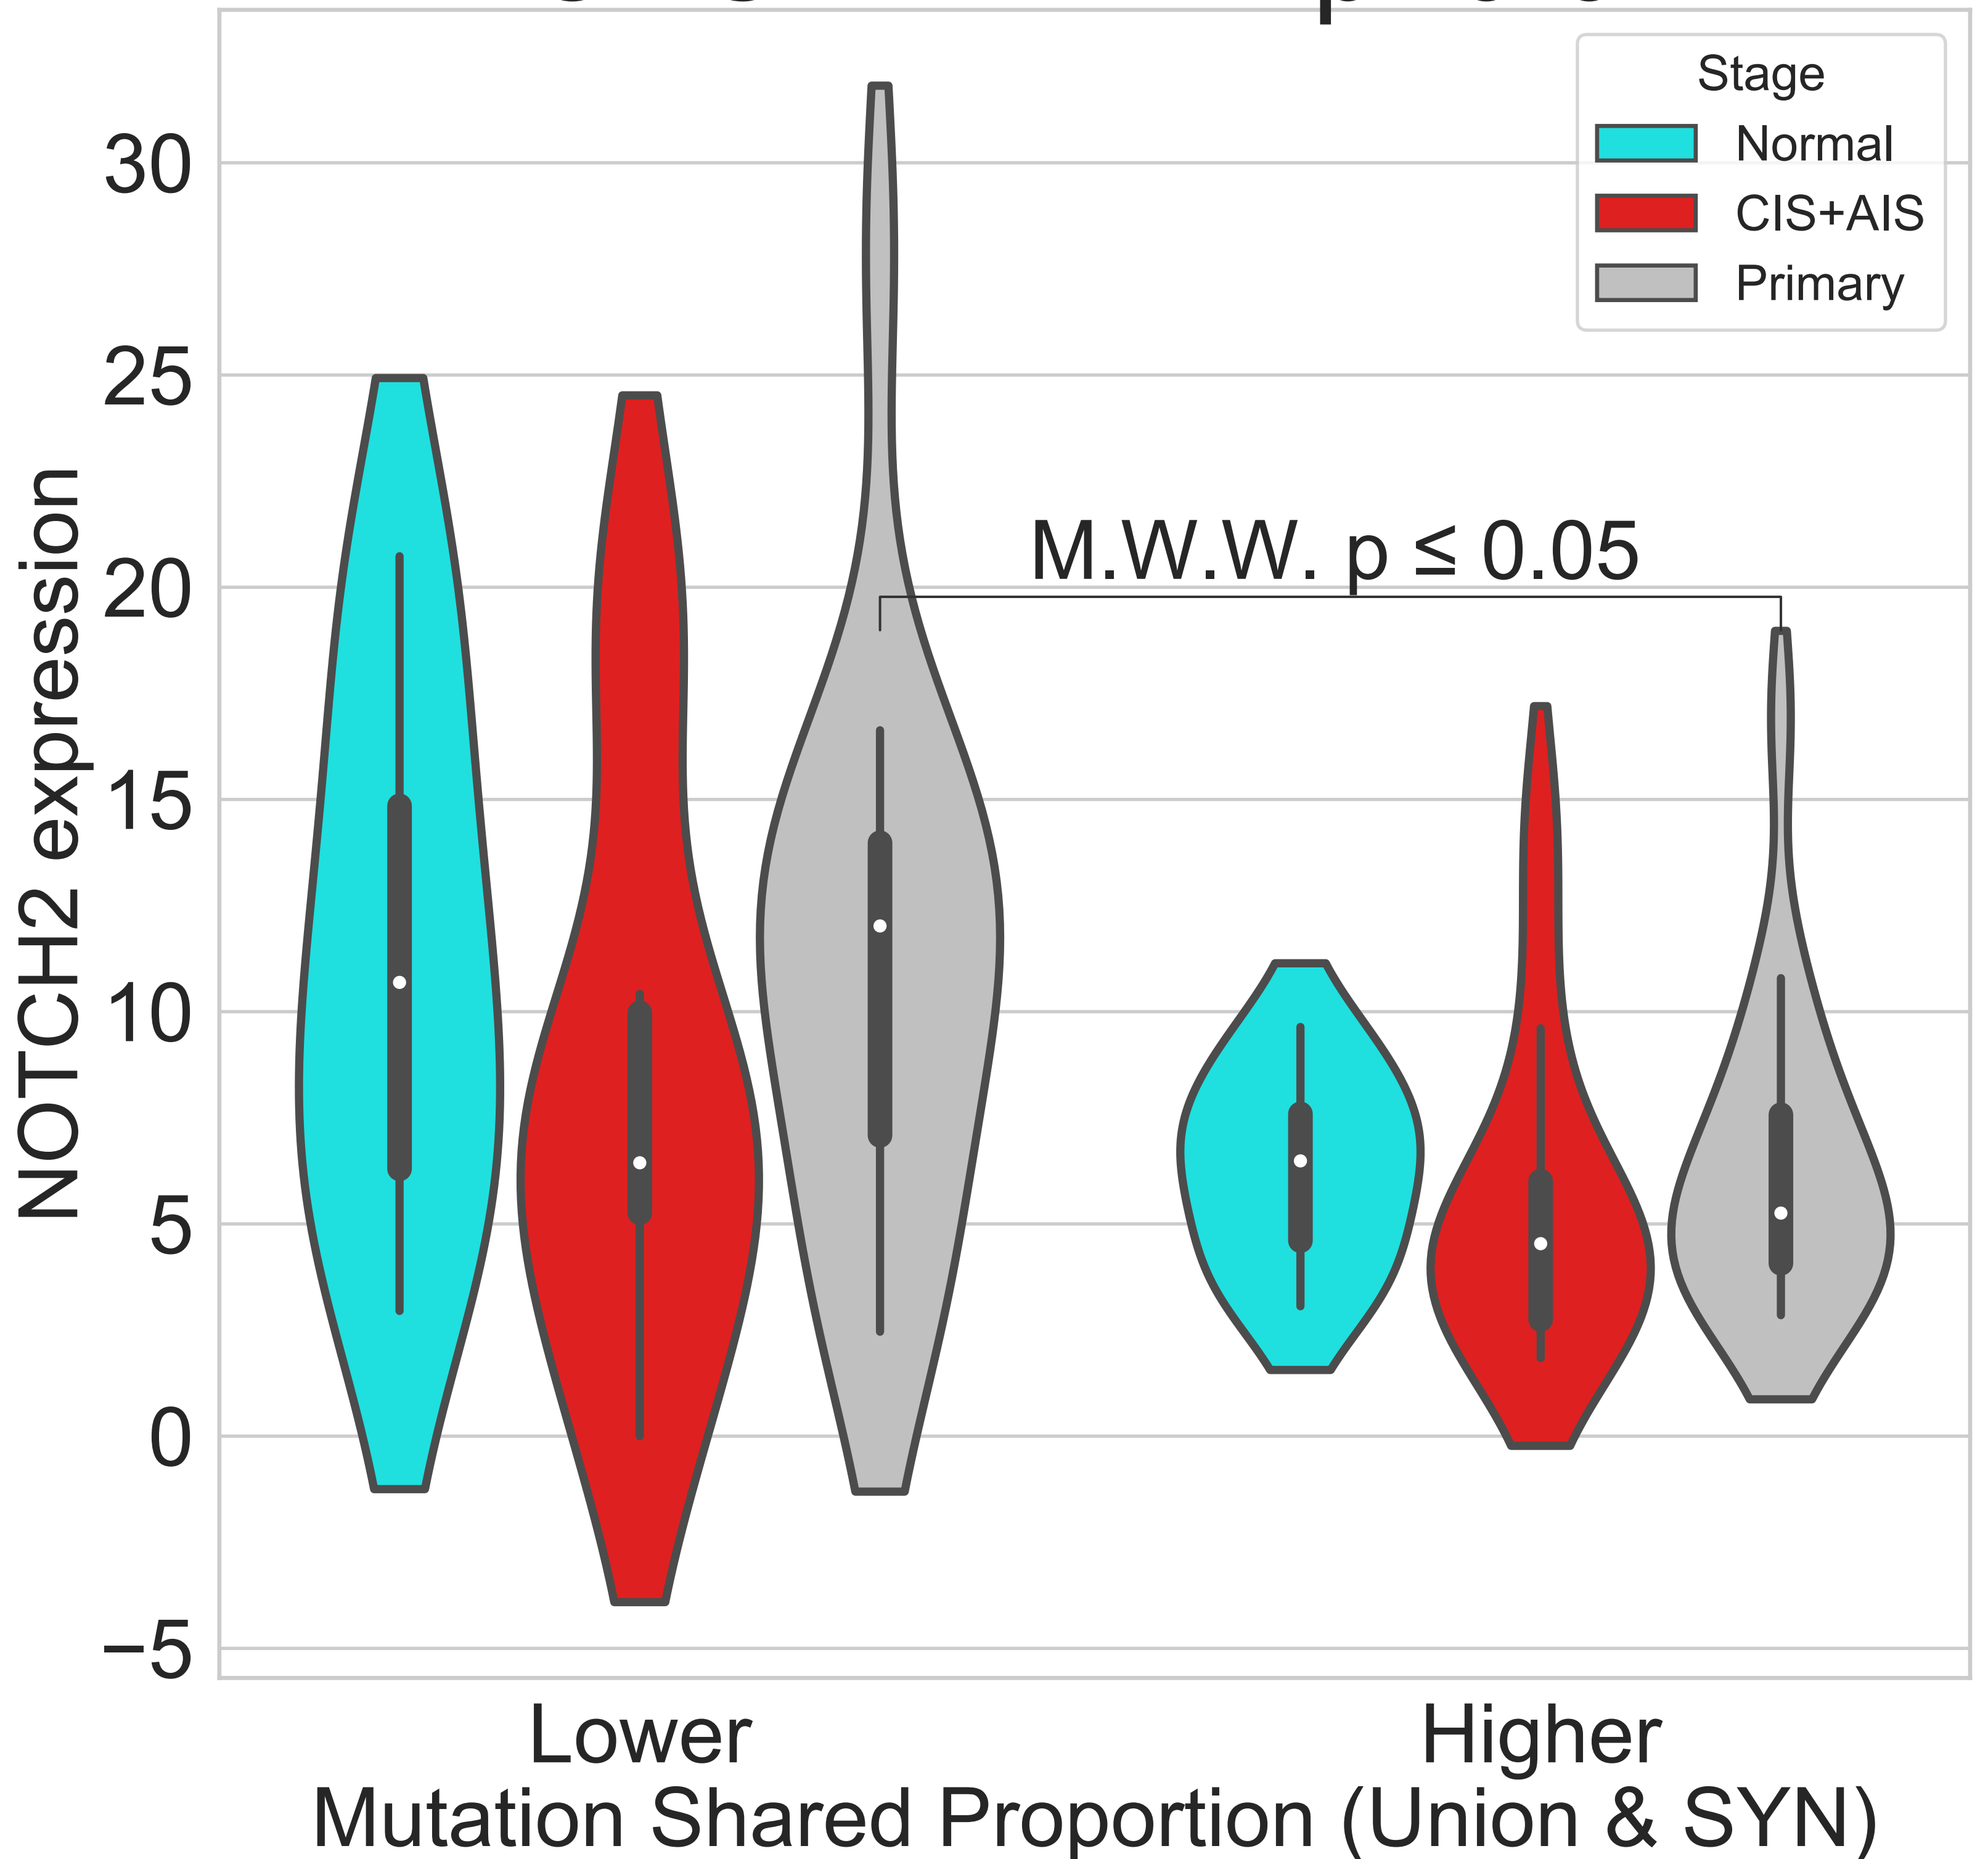 Stage
Normal
CIS+AIS
Primary
30
25
20
15
10
5
0
−5
NOTCH2 expression
M.W.W. p ≤ 0.05
Lower
Higher
Mutation Shared Proportion (Union & SYN)